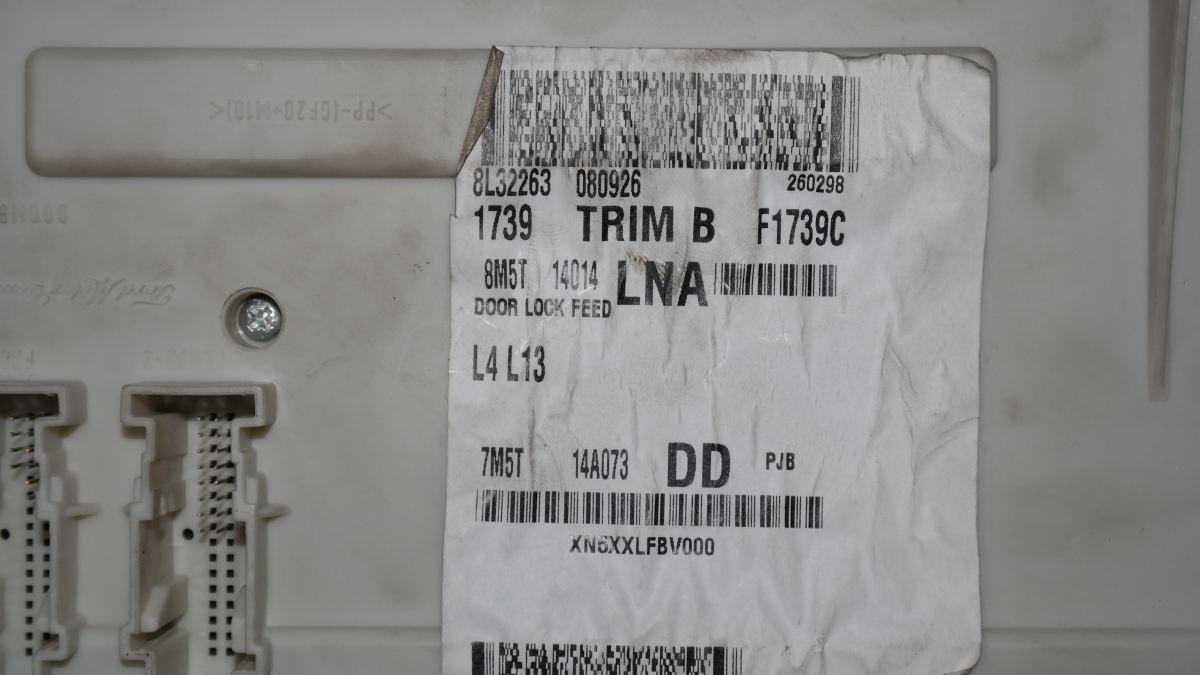 >PP-(GF20+M10)<
8L32263 080926 260298
1739 TRIM B F1739C
8M5T 14014 LNA
DOOR LOCK FEED
L4 L13
7M5T 14A073 DD PJB
XN6XXLFBV000